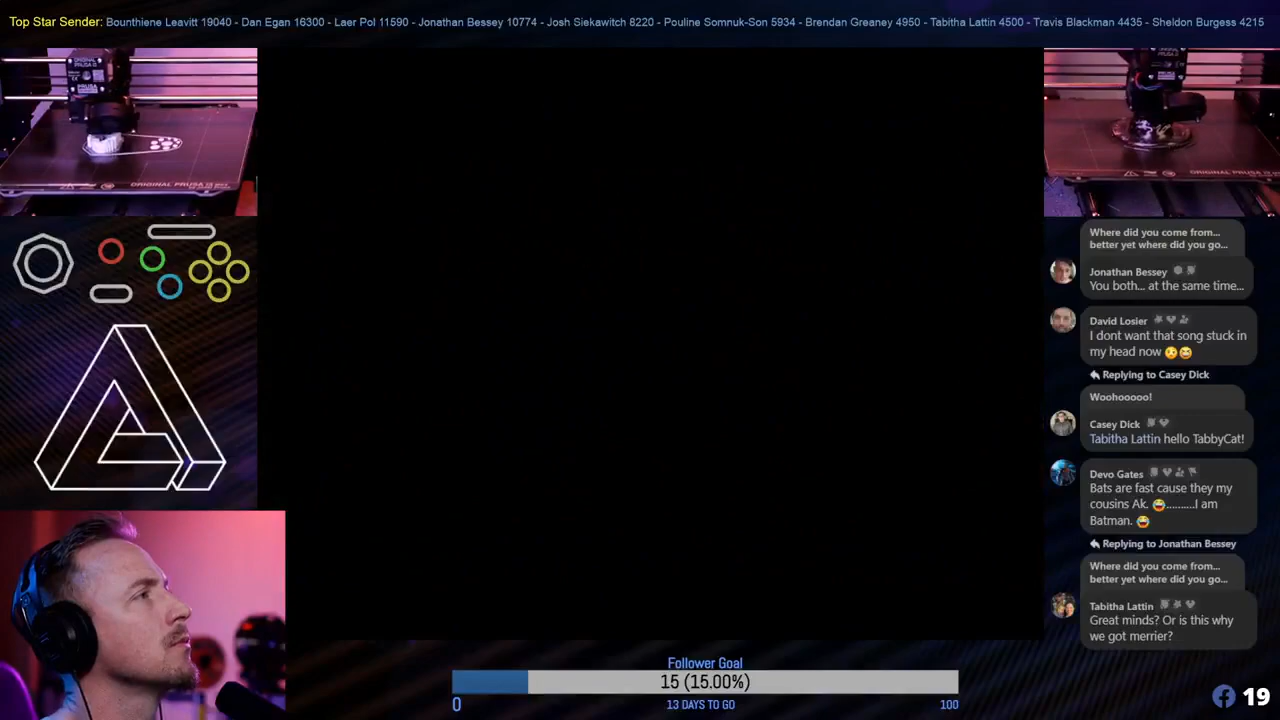 Top Star Sender: Bounthiene Leavitt 19040 - Dan Egan 16300 - Laer Pol 11590 - Jonathan Bessey 10774 - Josh Siekawitch 8220 - Pouline Somnuk-Son 5934 - Brendan Greaney 4950 - Tabitha Lattin 4500 - Travis Blackman 4435 - Sheldon Burgess 4215
ORIGINAL PRUSA i3
Where did you come from...
better yet where did you go...
Jonathan Bessey
You both... at the same time...
David Losier
I dont want that song stuck in
my head now 😟😂
Replying to Casey Dick
Woohooooo!
Casey Dick
Tabitha Lattin hello TabbyCat!
Devo Gates
Bats are fast cause they my
cousins Ak. 😂..........I am
Batman. 😂
Replying to Jonathan Bessey
Where did you come from...
better yet where did you go...
Tabitha Lattin
Great minds? Or is this why
we got merrier?
Follower Goal
15 (15.00%)
0
13 DAYS TO GO
100
19